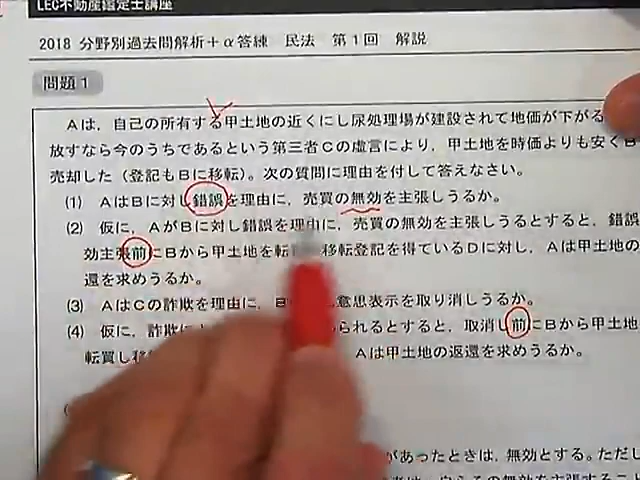 LEC不動産鑑定士講座
2018 分野別過去問解析+α答練 民法 第1回 解説
問題1
Aは、自己の所有する甲土地の近くにし尿処理場が建設されて地価が下がる
放すなら今のうちであるという第三者Cの虚言により、甲土地を時価よりも安くB
売却した(登記もBに移転)。次の質問に理由を付して答えなさい。
(1) AはBに対し錯誤を理由に、売買の無効を主張しうるか。
(2) 仮に、AがBに対し錯誤を理由に、売買の無効を主張しうるとすると、錯誤
効主張前にBから甲土地を転 移転登記を得ているDに対し、Aは甲土地の
還を求めうるか。
(3) AはCの詐欺を理由に、B 意思表示を取り消しうるか。
(4) 仮に、詐欺に られるとすると、取消し前にBから甲土地
転買し移 Aは甲土地の返還を求めうるか。
があったときは、無効とする。ただし
自らその無効を主張すること